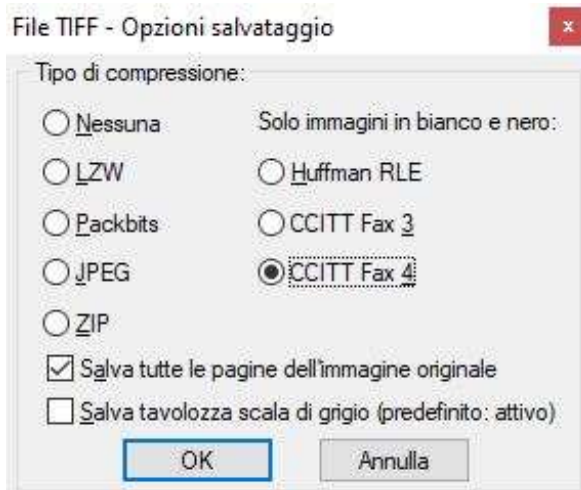 File TIFF - Opzioni salvataggio
x
Tipo di compressione:
Nessuna
Solo immagini in bianco e nero:
LZW
Huffman RLE
Packbits
CCITT Fax 3
JPEG
CCITT Fax 4
ZIP
Salva tutte le pagine dell'immagine originale
Salva tavolozza scala di grigio (predefinito: attivo)
OK
Annulla